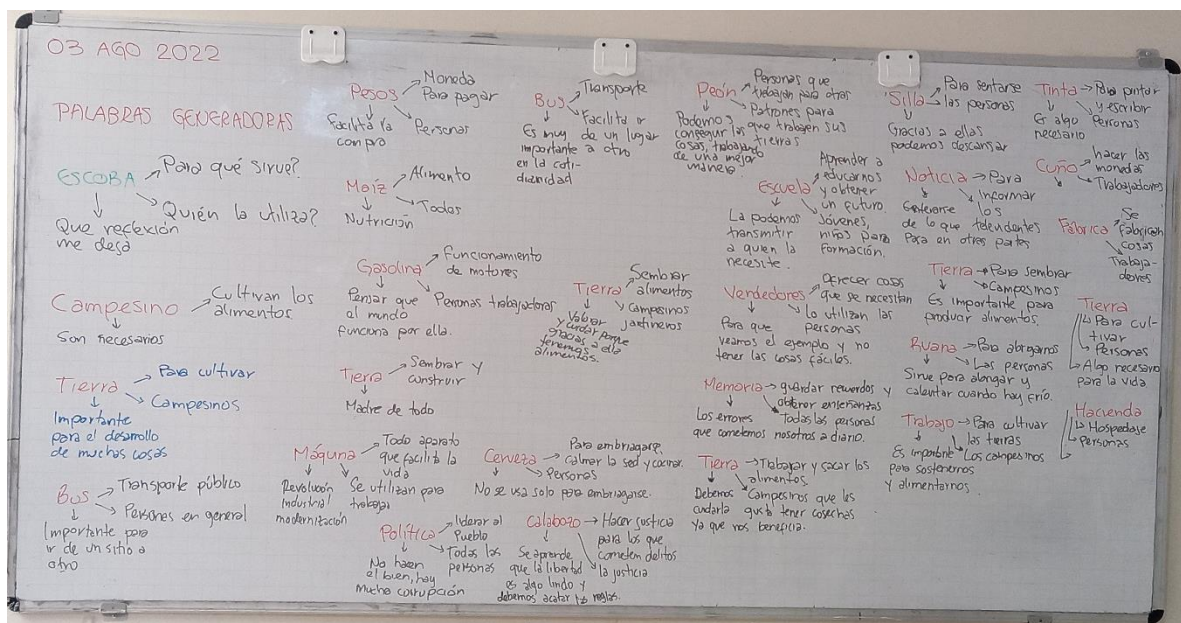 03 AGO 2022
PALABRAS GENERADORAS
ESCOBA
Para qué sirve?
Quién la utiliza?
Que reflexión
me deja
Campesino
Cultivan los
alimentos
Son necesarios
Tierra
Para cultivar
Campesinos
Importante
para el desarrollo
de muchas cosas
Bus
Transporte público
Persones en general
Importante para
ir de un sitio a
otro
Pesos
Moneda
Para pagar
Personas
Facilita la
compra
Maíz
Alimento
Todos
Nutrición
Gasolina
Funcionamiento
de motores
Personas trabajadoras
Pensar que
el mundo
funciona por ella.
Tierra
Sembrar y
construir
Madre de todo
Máquina
Todo aparato
que facilita la
vida
Se utilizan para
trabajar
Revolución
industrial
modernización
Política
liderar al
Pueblo
Todas las
personas
No hacen
el bien, hay
mucha corrupción
Bus
Transporte
Facilita ir
de un lugar
a otro
Es muy
importante
en la coti-
dianidad
Tierra
Sembrar
alimentos
Campesinos
jardineros
Valorar
y cuidar porque
gracias a ella
tenemos
alimentos.
Cerveza
Para embriagarse,
calmar la sed y cocinar.
Personas
No se usa solo para embriagarse.
Calabozo
Hacer justicia
para los que
cometem delitos
la justicia
Se aprende
que la libertad
es algo lindo y
debemos acatar las reglas.
Peón
Personas que
trabajan para otros
Patrones para
que trabajen sus
tierras
Podemos
conseguir las
cosas, trabajando
de una mejor
manera
Escuela
Aprender a
educarnos
y obtener
un futuro.
Jóvenes,
niños para
formación.
La podemos
transmitir
a quien la
necesite.
Vendedores
Ofrecer cosas
que se necesitan
Lo utilizan las
personas
Para que
veamos el ejemplo y no
tener las cosas fáciles.
Memoria
guardar recuerdos y
obtener enseñanzas
Todas las personas
Los errores
que cometemos nosotros a diario.
Tierra
Trabajar y sacar los
alimentos.
Campesinos que les
gusta tener cosechas
Debemos
cuidarla
ya que nos beneficia.
Silla
Para sentarse
las personas
Gracias a ellas
podemos descansar
Noticia
Para
informar
los
televidentes
enterarse
de lo que
Pasa en otras partes
Tierra
Para sembrar
Campesinos
Es importante para
producir alimentos.
Ruana
Para abrigarnos
Las personas
Sirve para abrigar y
calentar cuando hay frío.
Trabajo
Para cultivar
las tierras
Los campesinos
Es importante
para sostenernos
y alimentarnos.
Tinta
Para pintar
y escribir
Personas
Es algo
necesario
Cuño
hacer las
monedas
Trabajadores
Fábrica
Se
fabrican
cosas
Trabaja-
dores
Tierra
Para cul-
tivar
Personas
Algo necesario
para la vida
Hacienda
Hospedaje
personas